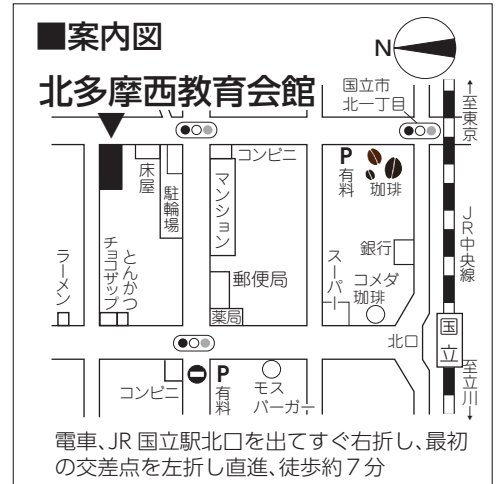 ■案内図
N
北多摩西教育会館
国立市
北一丁目
←至東京
床屋
駐輪場
コンビニ
マンション
P
有料
珈琲
JR中央線
ラーメン
チョコザップ
とんかつ
郵便局
薬局
スーパー
銀行
コメダ
珈琲
北口
国立
至立川→
コンビニ
P
有料
モス
バーガー
電車、JR 国立駅北口を出てすぐ右折し、最初
の交差点を左折し直進、徒歩約７分